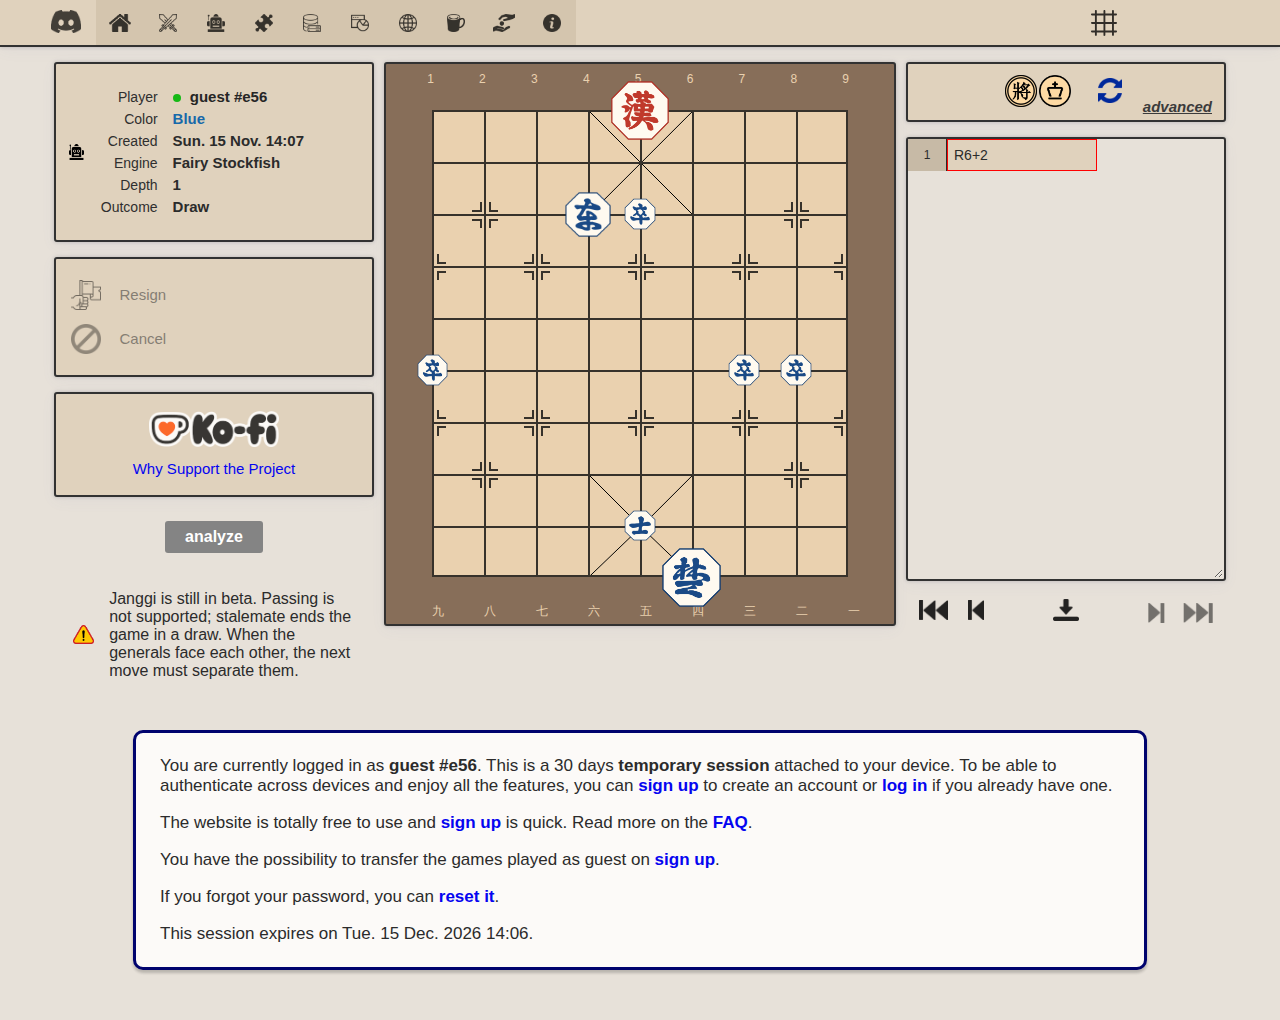 Player guest #e56
Color Blue
Created Sun. 15 Nov. 14:07
Engine Fairy Stockfish
Depth 1
Outcome Draw
Resign
Cancel
Ko-fi
Why Support the Project
analyze
Janggi is still in beta. Passing is
not supported; stalemate ends the
game in a draw. When the
generals face each other, the next
move must separate them.
1 2 3 4 5 6 7 8 9
漢
卒
卒 卒 卒
士
楚
九 八 七 六 五 四 三 二 一
將
advanced
1 R6+2
You are currently logged in as guest #e56. This is a 30 days temporary session attached to your device. To be able to
authenticate across devices and enjoy all the features, you can sign up to create an account or log in if you already have one.
The website is totally free to use and sign up is quick. Read more on the FAQ.
You have the possibility to transfer the games played as guest on sign up.
If you forgot your password, you can reset it.
This session expires on Tue. 15 Dec. 2026 14:06.